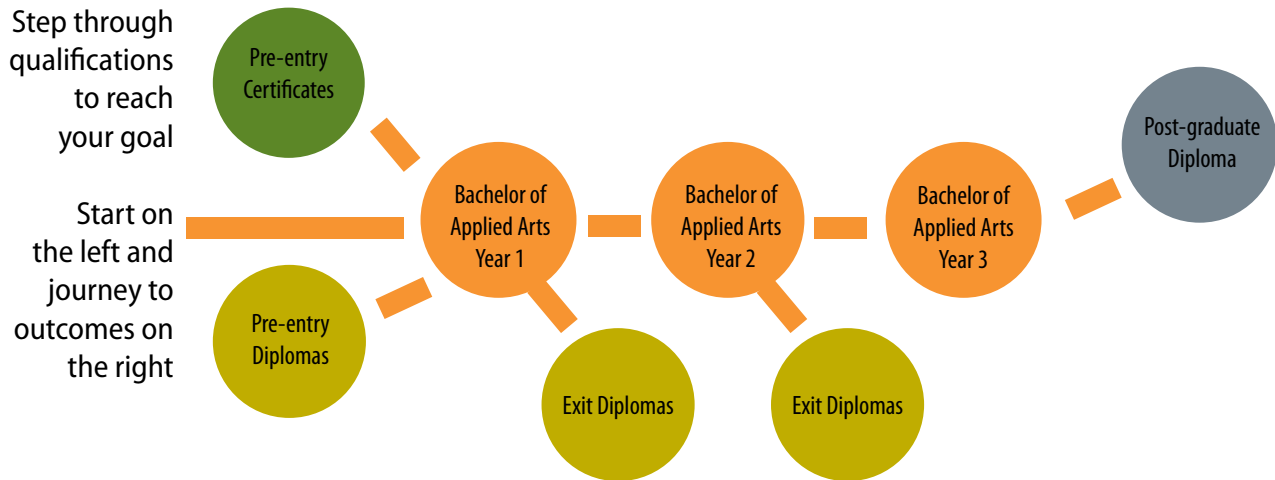 Step through
qualifications
to reach
your goal
Start on
the left and
journey to
outcomes on
the right
Pre-entry
Certificates
Pre-entry
Diplomas
Bachelor of
Applied Arts
Year 1
Exit Diplomas
Bachelor of
Applied Arts
Year 2
Exit Diplomas
Bachelor of
Applied Arts
Year 3
Post-graduate
Diploma